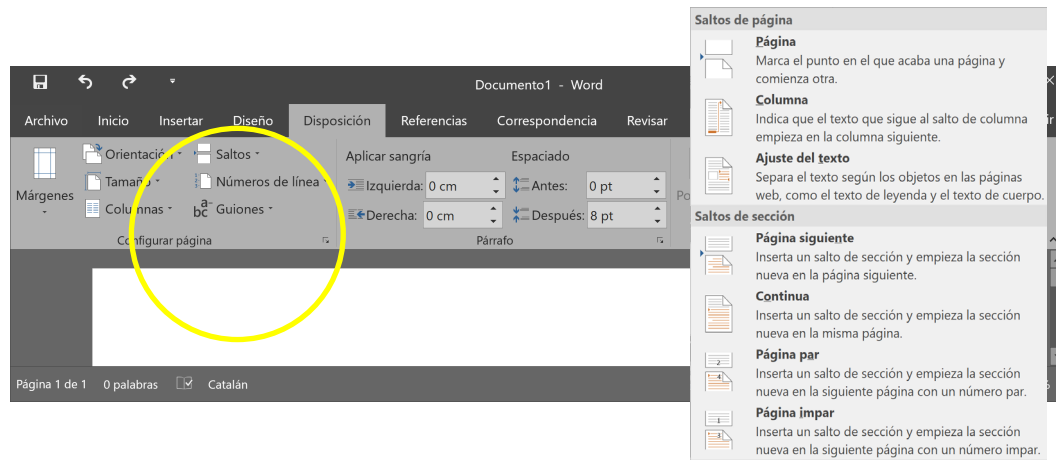 Documento1 - Word
Archivo Inicio Insertar Diseño Disposición Referencias Correspondencia Revisar
Márgenes
Orientación
Tamaño
Columnas
Saltos
Números de línea
Guiones
Configurar página
Aplicar sangría
Izquierda: 0 cm
Derecha: 0 cm
Espaciado
Antes: 0 pt
Después: 8 pt
Párrafo
Página 1 de 1 0 palabras Catalán
Saltos de página
Página
Marca el punto en el que acaba una página y
comienza otra.
Columna
Indica que el texto que sigue al salto de columna
empieza en la columna siguiente.
Ajuste del texto
Separa el texto según los objetos en las páginas
web, como el texto de leyenda y el texto de cuerpo.
Saltos de sección
Página siguiente
Inserta un salto de sección y empieza la sección
nueva en la página siguiente.
Continua
Inserta un salto de sección y empieza la sección
nueva en la misma página.
Página par
Inserta un salto de sección y empieza la sección
nueva en la siguiente página con un número par.
Página impar
Inserta un salto de sección y empieza la sección
nueva en la siguiente página con un número impar.